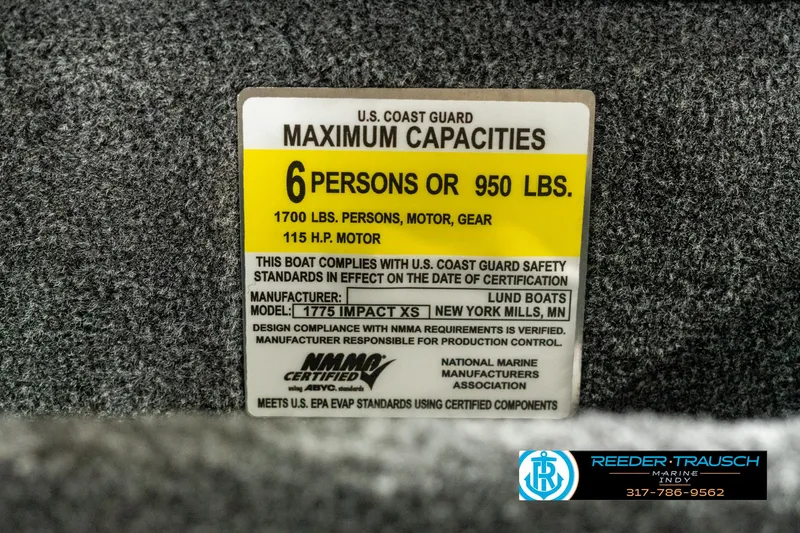 U.S. COAST GUARD
MAXIMUM CAPACITIES
6 PERSONS OR 950 LBS.
1700 LBS. PERSONS, MOTOR, GEAR
115 H.P. MOTOR
THIS BOAT COMPLIES WITH U.S. COAST GUARD SAFETY
STANDARDS IN EFFECT ON THE DATE OF CERTIFICATION
MANUFACTURER: LUND BOATS
MODEL: 1775 IMPACT XS NEW YORK MILLS, MN
DESIGN COMPLIANCE WITH NMMA REQUIREMENTS IS VERIFIED.
MANUFACTURER RESPONSIBLE FOR PRODUCTION CONTROL.
NMMA
CERTIFIED
using ABYC. standards
NATIONAL MARINE
MANUFACTURERS
ASSOCIATION
MEETS U.S. EPA EVAP STANDARDS USING CERTIFIED COMPONENTS
TR
REEDER·TRAUSCH
MARINE
INDY
317-786-9562